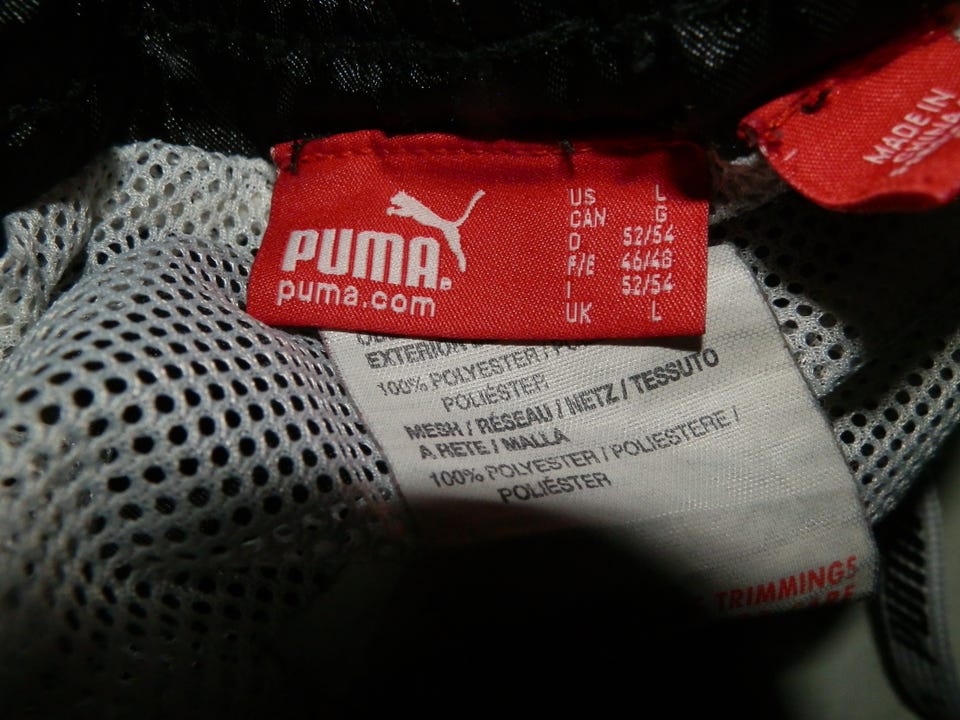 PUMA®
puma.com
US L
CAN G
D 52/54
F/E 46/48
I 52/54
UK L
MADE IN
CHINA
100% POLYESTER /
POLIÉSTER
MESH / RÉSEAU / NETZ / TESSUTO
A RETE / MALLA
100% POLYESTER / POLIESTERE /
POLIÉSTER
TRIMMINGS